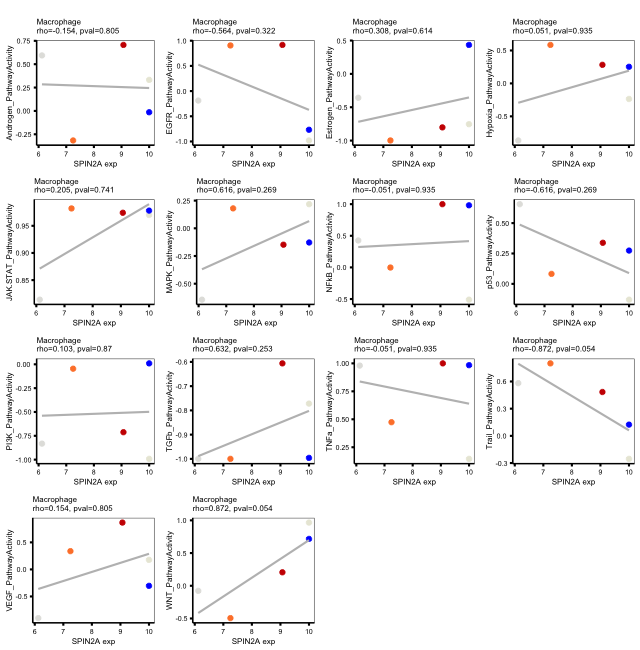 Macrophage
rho=-0.154, pval=0.805
Androgen_PathwayActivity
0.75
0.50
0.25
0.00
-0.25
6 7 8 9 10
SPIN2A exp
Macrophage
rho=-0.564, pval=0.322
EGFR_PathwayActivity
1.0
0.5
0.0
-0.5
-1.0
6 7 8 9 10
SPIN2A exp
Macrophage
rho=0.308, pval=0.614
Estrogen_PathwayActivity
0.5
0.0
-0.5
-1.0
6 7 8 9 10
SPIN2A exp
Macrophage
rho=0.051, pval=0.935
Hypoxia_PathwayActivity
0.5
0.0
-0.5
6 7 8 9 10
SPIN2A exp
Macrophage
rho=0.205, pval=0.741
JAK.STAT_PathwayActivity
0.95
0.90
0.85
6 7 8 9 10
SPIN2A exp
Macrophage
rho=0.616, pval=0.269
MAPK_PathwayActivity
0.25
0.00
-0.25
-0.50
6 7 8 9 10
SPIN2A exp
Macrophage
rho=-0.051, pval=0.935
NFkB_PathwayActivity
1.0
0.5
0.0
-0.5
6 7 8 9 10
SPIN2A exp
Macrophage
rho=-0.616, pval=0.269
p53_PathwayActivity
0.50
0.25
0.00
6 7 8 9 10
SPIN2A exp
Macrophage
rho=0.103, pval=0.87
PI3K_PathwayActivity
0.00
-0.25
-0.50
-0.75
-1.00
6 7 8 9 10
SPIN2A exp
Macrophage
rho=0.632, pval=0.253
TGFb_PathwayActivity
-0.6
-0.7
-0.8
-0.9
-1.0
6 7 8 9 10
SPIN2A exp
Macrophage
rho=-0.051, pval=0.935
TNFa_PathwayActivity
1.00
0.75
0.50
0.25
6 7 8 9 10
SPIN2A exp
Macrophage
rho=-0.872, pval=0.054
Trail_PathwayActivity
0.6
0.3
0.0
-0.3
6 7 8 9 10
SPIN2A exp
Macrophage
rho=0.154, pval=0.805
VEGF_PathwayActivity
0.5
0.0
-0.5
6 7 8 9 10
SPIN2A exp
Macrophage
rho=0.872, pval=0.054
WNT_PathwayActivity
1.0
0.5
0.0
-0.5
6 7 8 9 10
SPIN2A exp